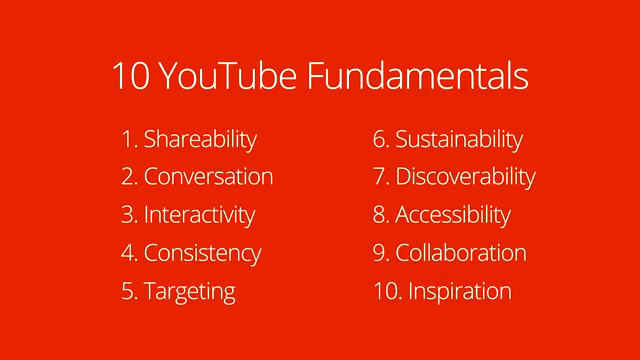 10 YouTube Fundamentals
1. Shareability
2. Conversation
3. Interactivity
4. Consistency
5. Targeting
6. Sustainability
7. Discoverability
8. Accessibility
9. Collaboration
10. Inspiration